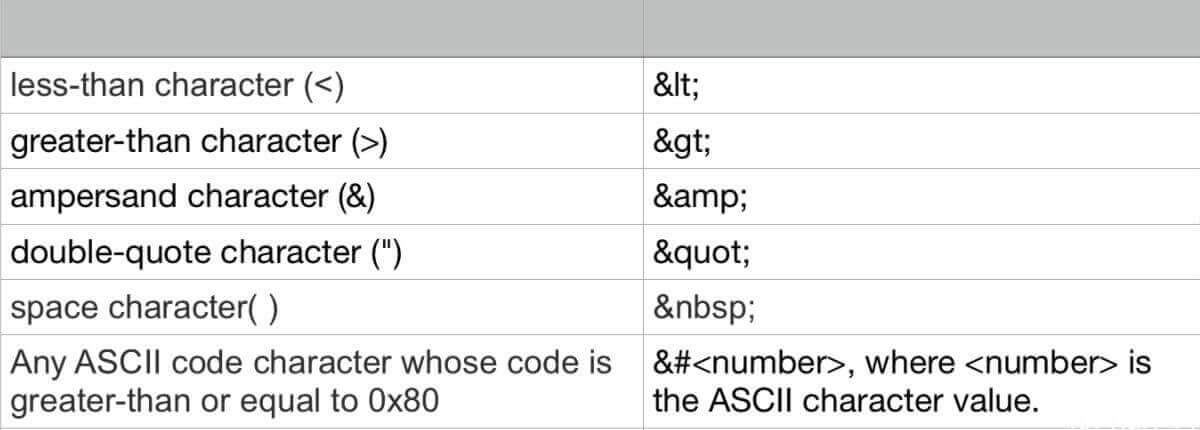 less-than character (<)
&lt;
greater-than character (>)
&gt;
ampersand character (&)
&amp;
double-quote character (")
&quot;
space character( )
&nbsp;
Any ASCII code character whose code is
greater-than or equal to 0x80
&#<number>, where <number> is
the ASCII character value.